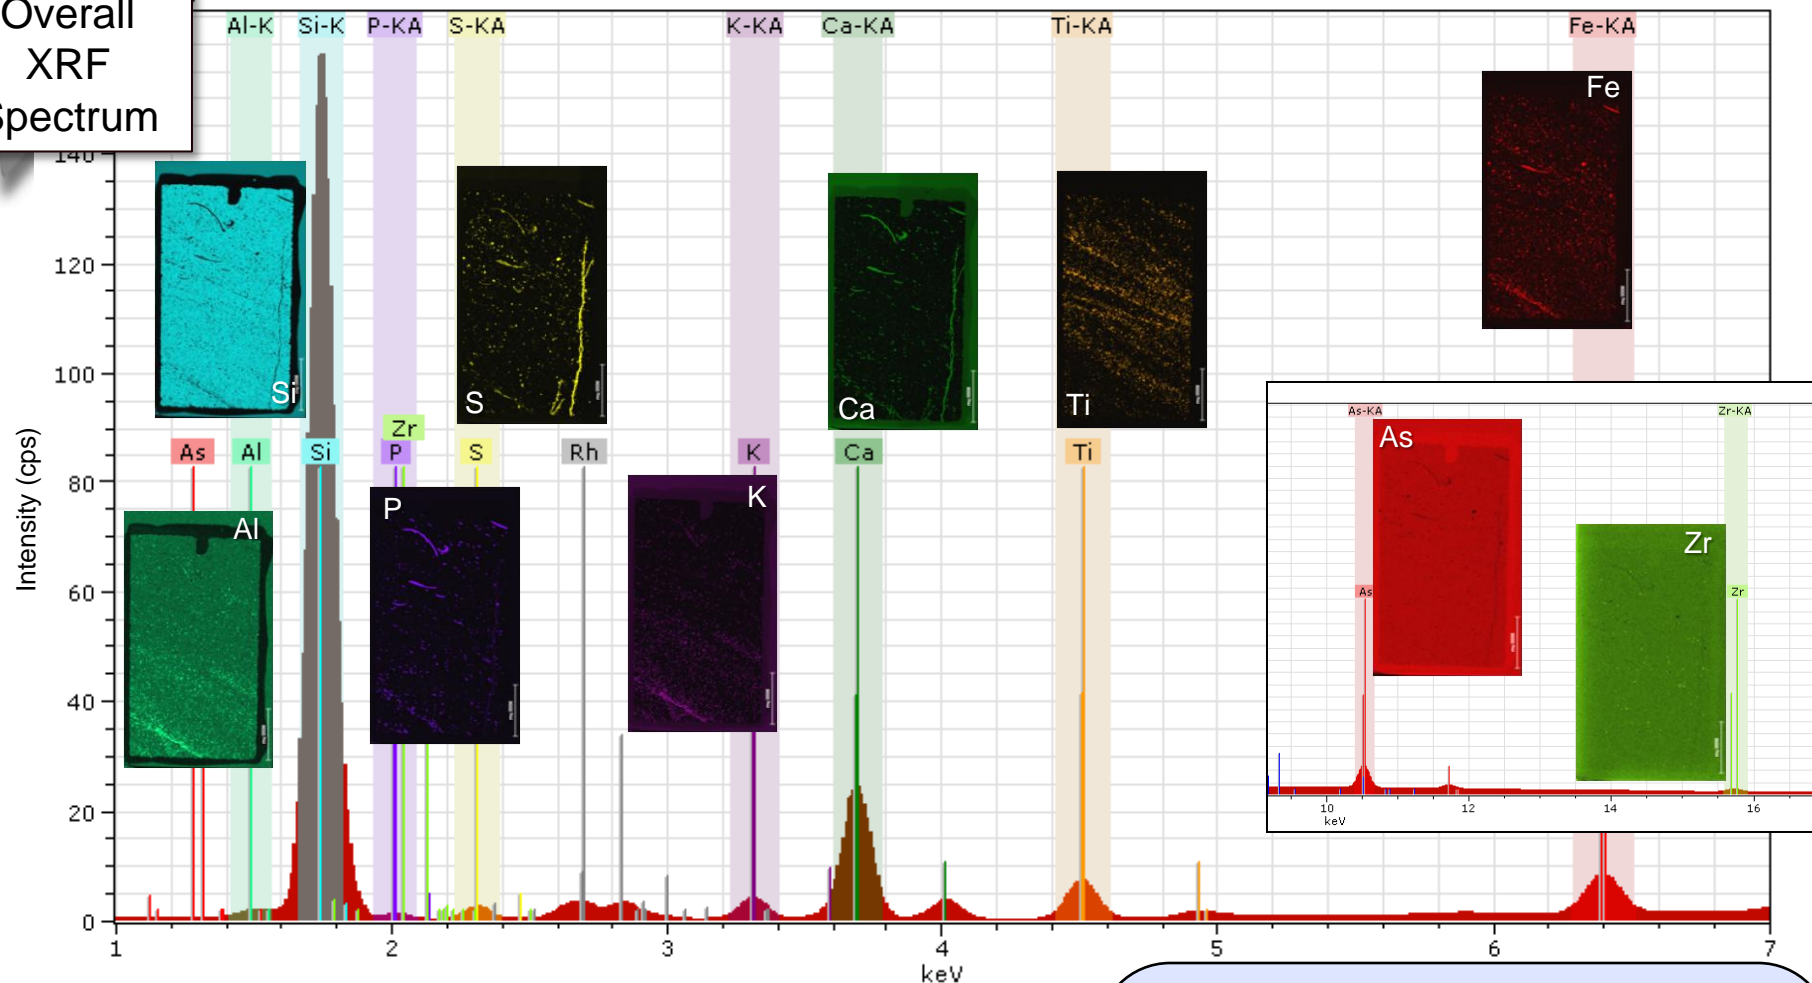 Overall
XRF
Spectrum
Al-K Si-K P-KA S-KA K-KA Ca-KA Ti-KA Fe-KA
Fe
140
120
100
80
60
40
20
0
Intensity (cps)
Si
S
Ca
Ti
Zr
As Al Si P S Rh K Ca Ti
Al
P
K
As-KA Zr-KA
As
Zr
As Zr
10 12 14 16
keV
1 2 3 4 5 6 7
keV